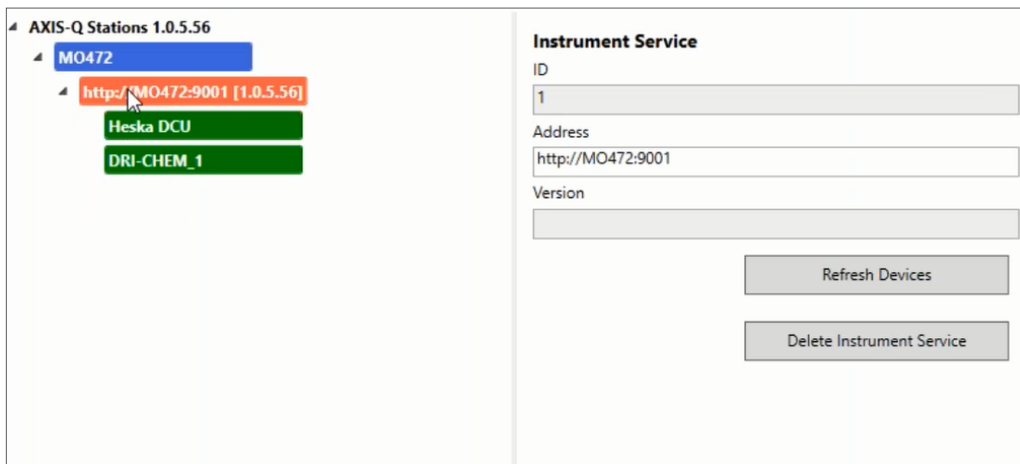 AXIS-Q Stations 1.0.5.56
MO472
http://MO472:9001 [1.0.5.56]
Heska DCU
DRI-CHEM_1
Instrument Service
ID
1
Address
http://MO472:9001
Version
Refresh Devices
Delete Instrument Service